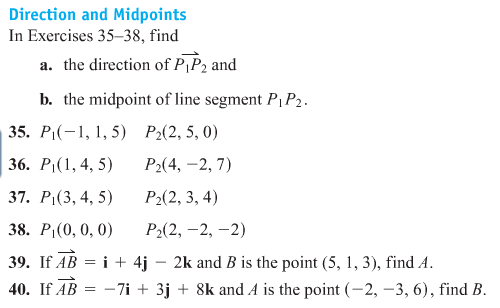 Direction and Midpoints
In Exercises 35–38, find
a. the direction of P₁P₂ and
b. the midpoint of line segment P₁P₂.
35. P₁(−1, 1, 5) P₂(2, 5, 0)
36. P₁(1, 4, 5) P₂(4, −2, 7)
37. P₁(3, 4, 5) P₂(2, 3, 4)
38. P₁(0, 0, 0) P₂(2, −2, −2)
39. If AB = i + 4j − 2k and B is the point (5, 1, 3), find A.
40. If AB = −7i + 3j + 8k and A is the point (−2, −3, 6), find B.